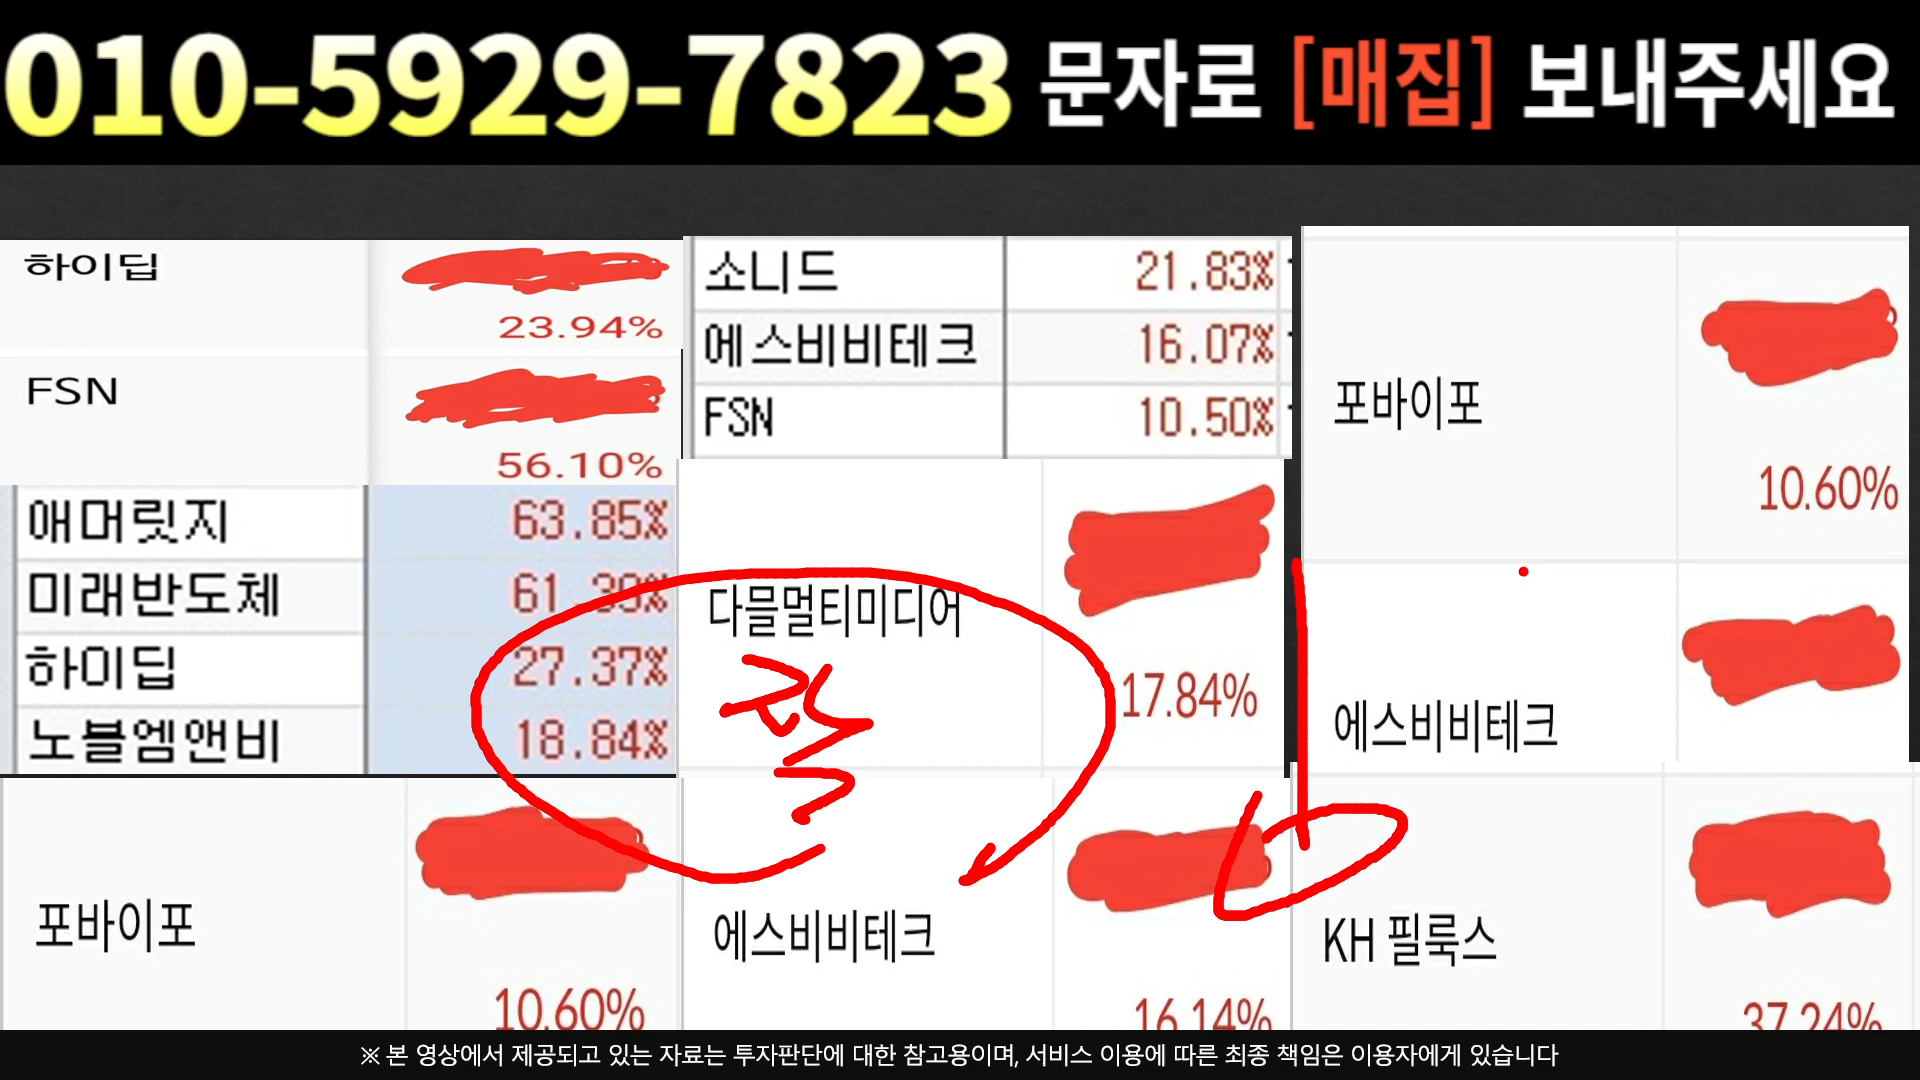 010-5929-7823 문자로 [매집] 보내주세요
하이딥
23.94%
FSN
56.10%
애머릿지 63.85%
미래반도체 61.39%
하이딥 27.37%
노블엠앤비 18.84%
소니드 21.83%
에스비비테크 16.07%
FSN 10.50%
다믈멀티미디어
17.84%
포바이포
10.60%
에스비비테크
포바이포
10.60%
에스비비테크
16.14%
KH 필룩스
37.24%
※ 본 영상에서 제공되고 있는 자료는 투자판단에 대한 참고용이며, 서비스 이용에 따른 최종 책임은 이용자에게 있습니다